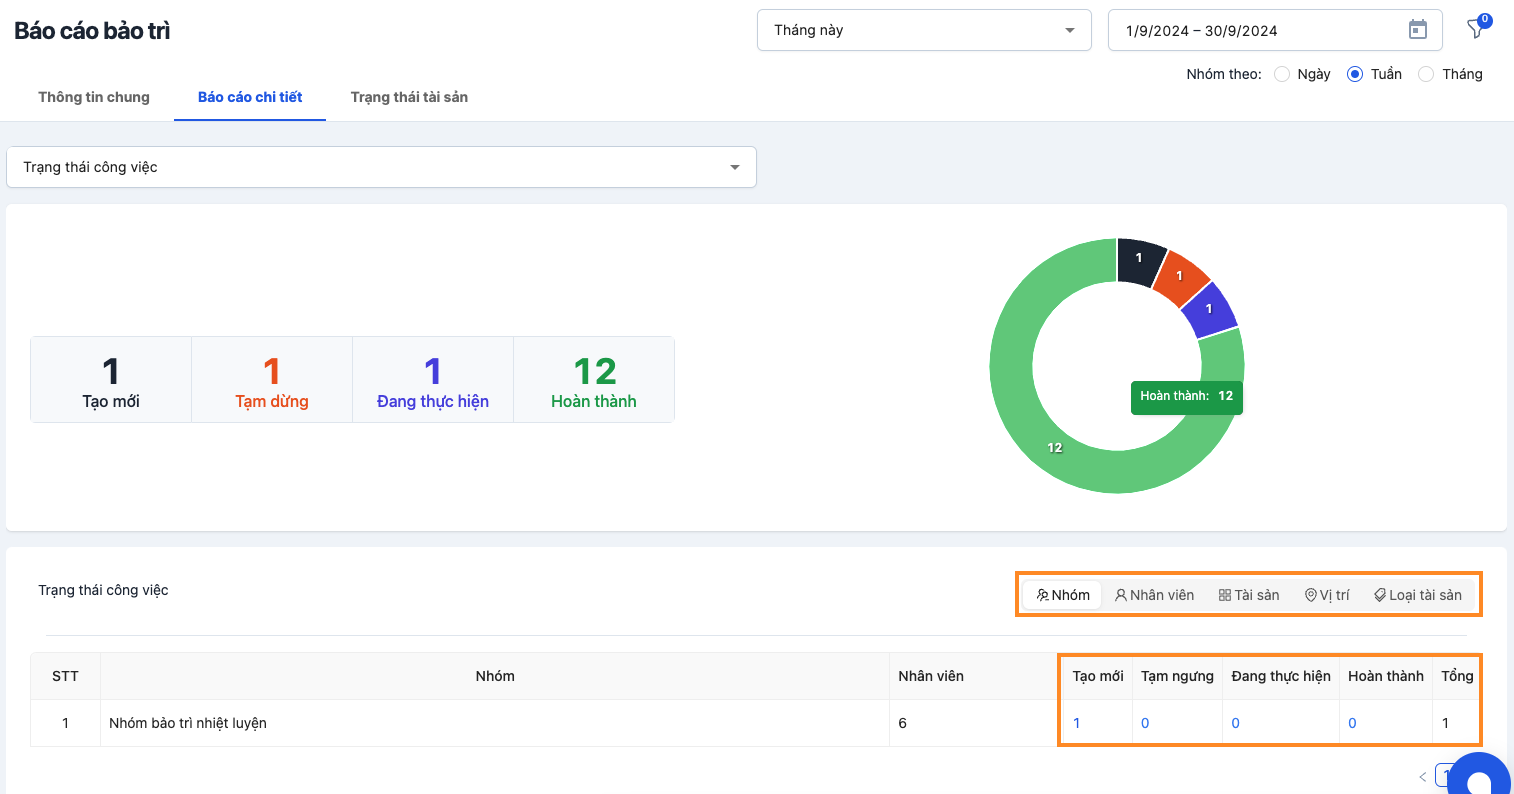 Báo cáo bảo trì
Tháng này
1/9/2024 – 30/9/2024
0
Nhóm theo: Ngày Tuần Tháng
Thông tin chung Báo cáo chi tiết Trạng thái tài sản
Trạng thái công việc
1 1 1 12
Tạo mới Tạm dừng Đang thực hiện Hoàn thành
1
1
1
Hoàn thành: 12
12
Trạng thái công việc
Nhóm Nhân viên Tài sản Vị trí Loại tài sản
STT Nhóm Nhân viên Tạo mới Tạm ngưng Đang thực hiện Hoàn thành Tổng
1 Nhóm bảo trì nhiệt luyện 6 1 0 0 0 1
1